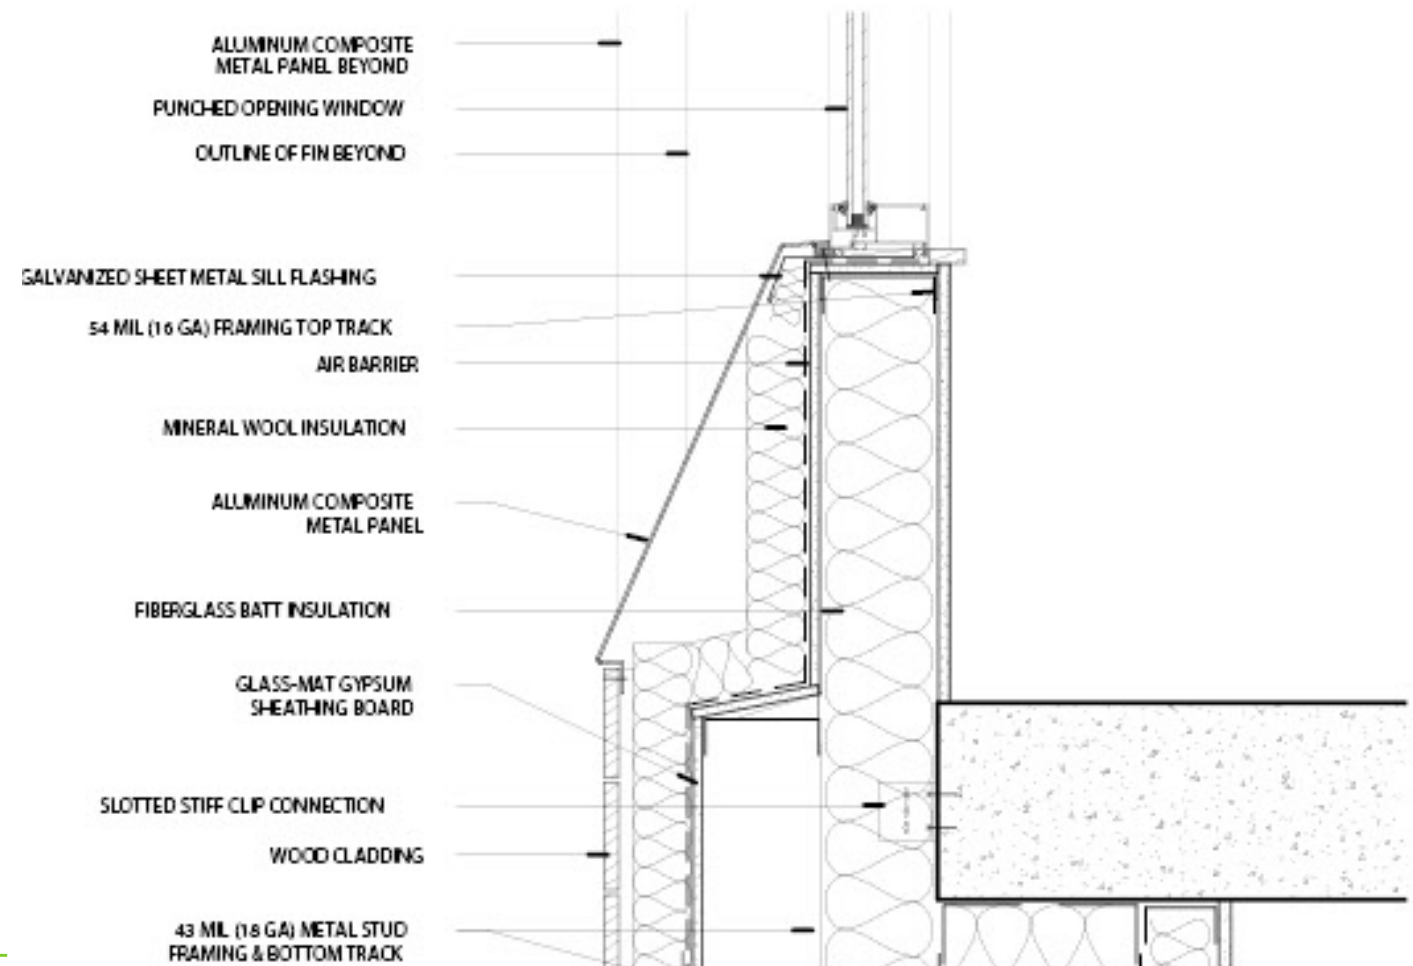 ALUMINUM COMPOSITE
METAL PANEL BEYOND
PUNCHED OPENING WINDOW
OUTLINE OF FIN BEYOND
GALVANIZED SHEET METAL SILL FLASHING
54 MIL (16 GA) FRAMING TOP TRACK
AIR BARRIER
MINERAL WOOL INSULATION
ALUMINUM COMPOSITE
METAL PANEL
FIBERGLASS BATT INSULATION
GLASS-MAT GYPSUM
SHEATHING BOARD
SLOTTED STIFF CLIP CONNECTION
WOOD CLADDING
43 MIL (18 GA) METAL STUD
FRAMING & BOTTOM TRACK